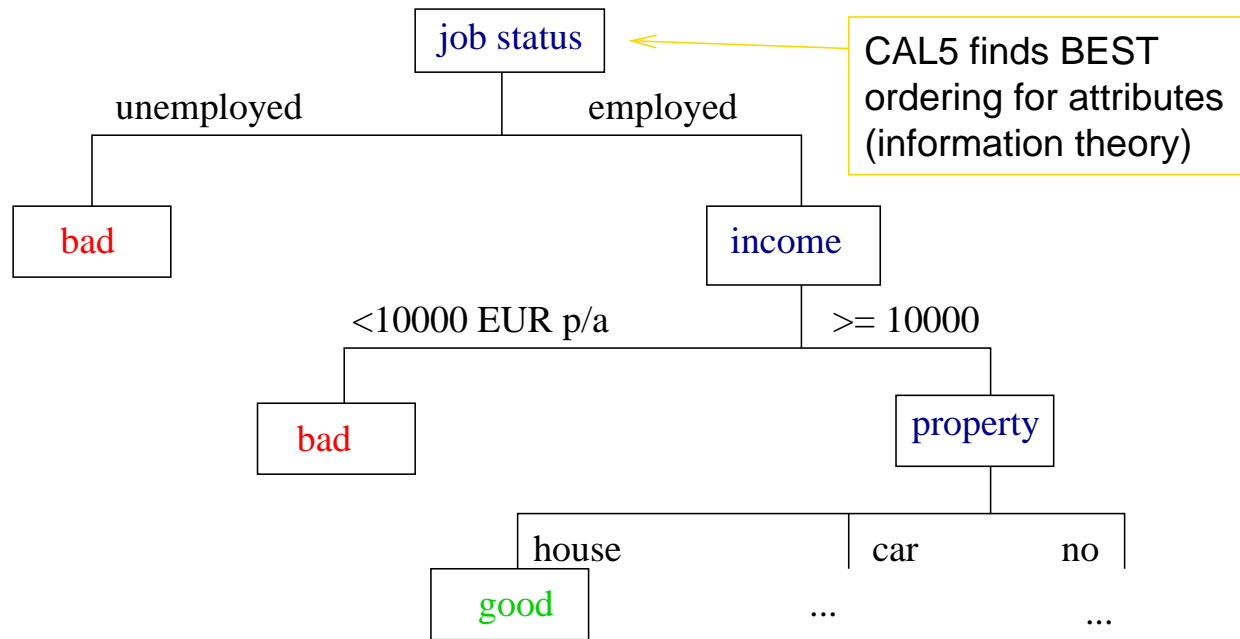 job status
CAL5 finds BEST
ordering for attributes
(information theory)
unemployed
employed
bad
income
<10000 EUR p/a
>= 10000
bad
property
house
car
no
good
...
...